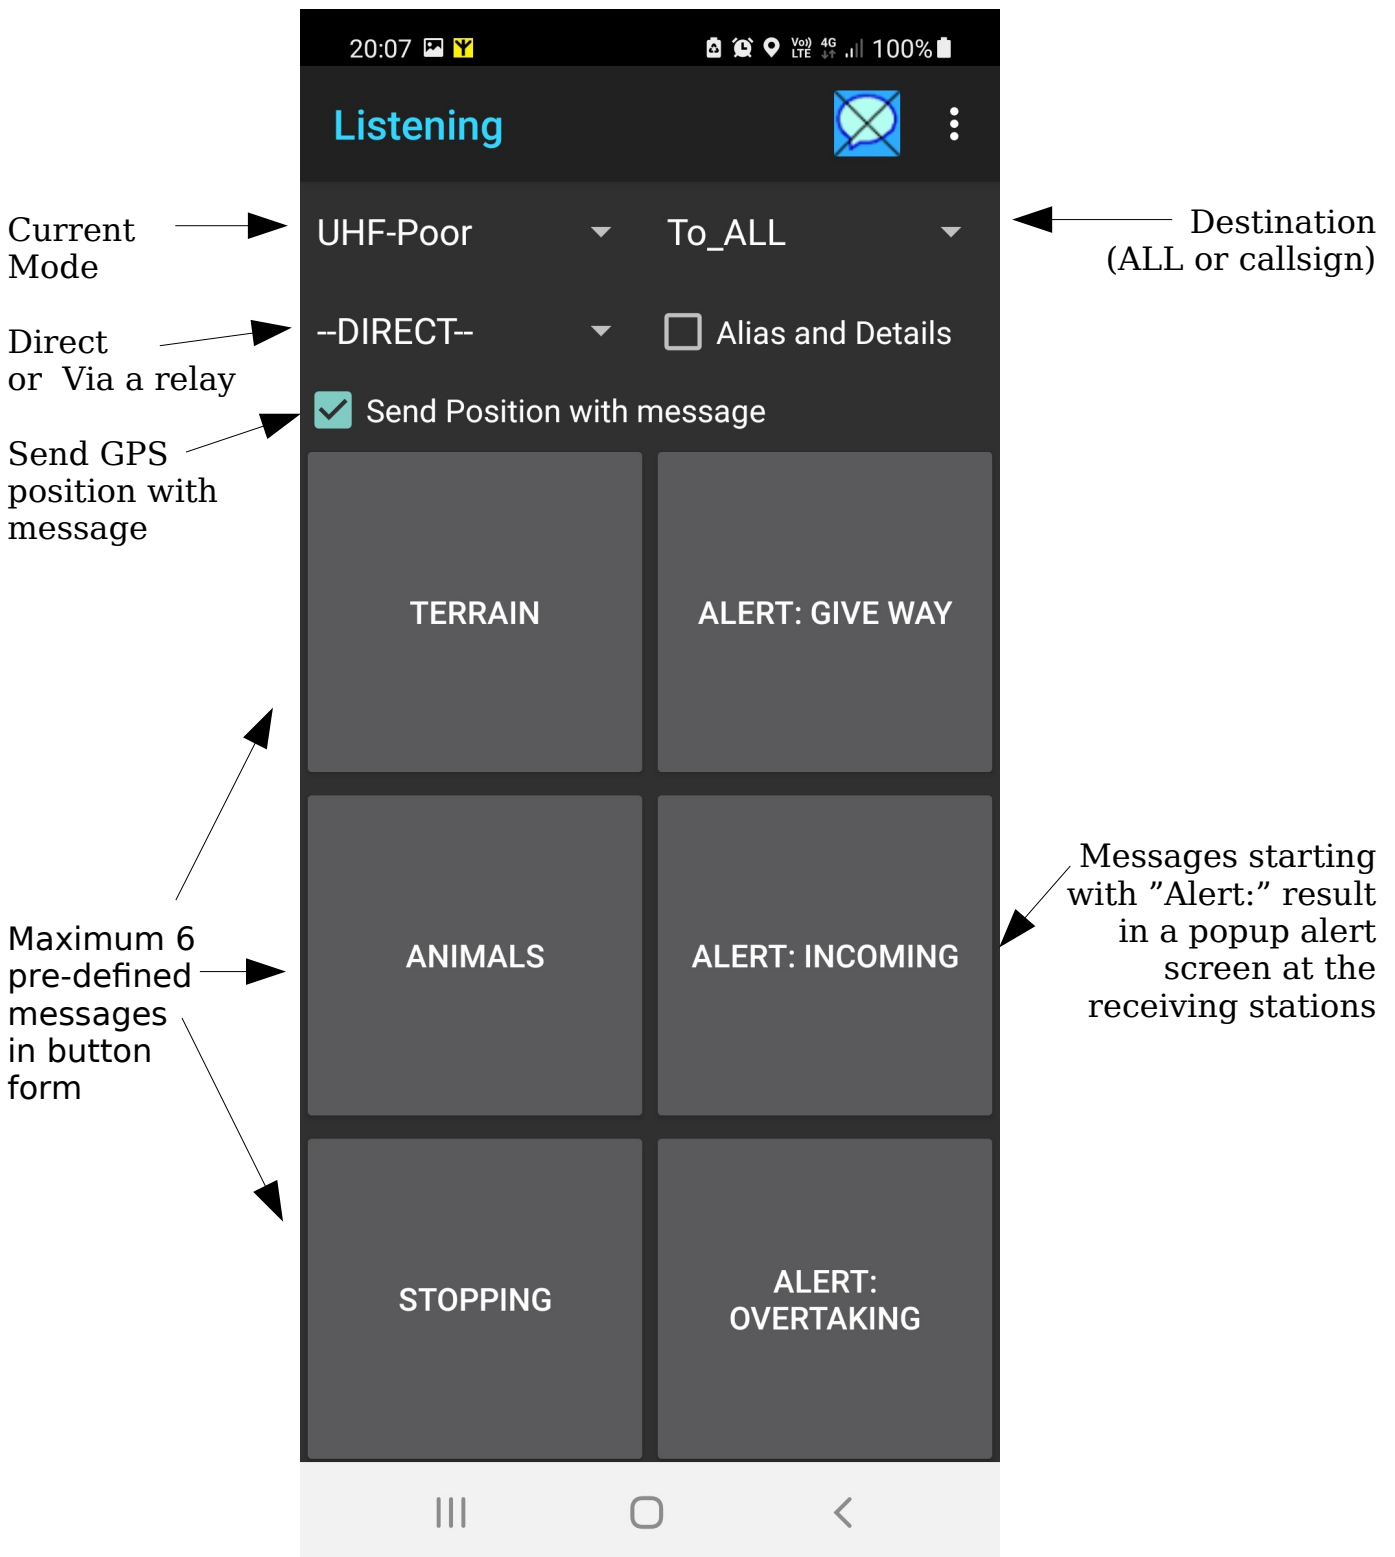 20:07
Vo)) LTE 4G 100%
Listening
Current
Mode
UHF-Poor
To_ALL
Destination
(ALL or callsign)
Direct
or Via a relay
--DIRECT--
Alias and Details
Send Position with message
Send GPS
position with
message
TERRAIN
ALERT: GIVE WAY
Maximum 6
pre-defined
messages
in button
form
ANIMALS
ALERT: INCOMING
Messages starting
with ”Alert:” result
in a popup alert
screen at the
receiving stations
STOPPING
ALERT:
OVERTAKING